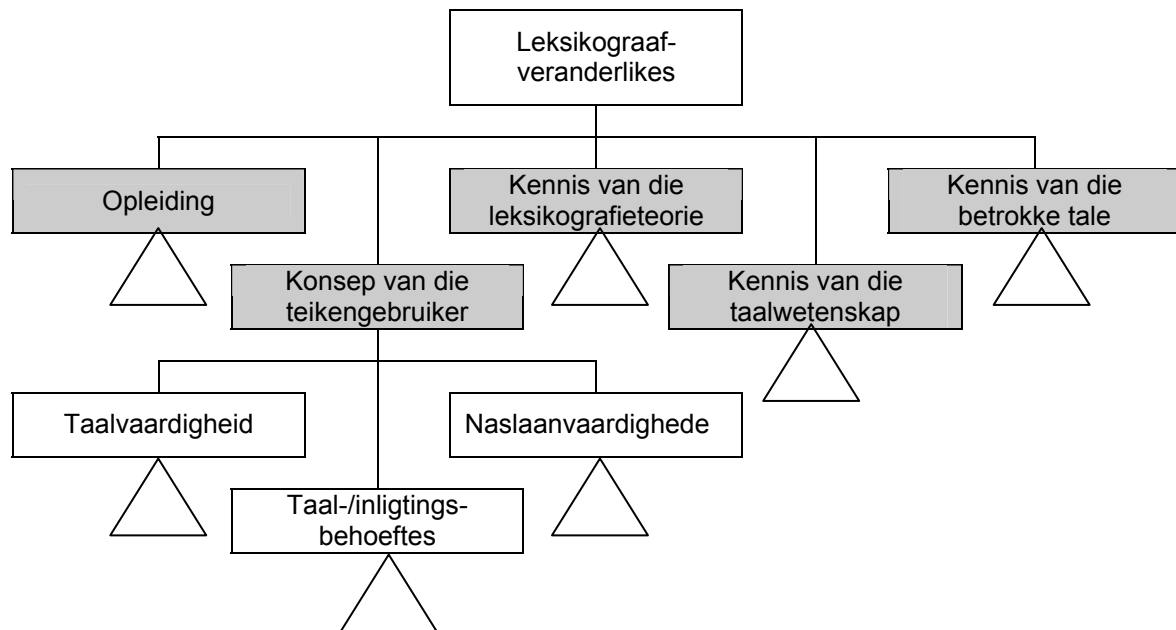 Leksikograaf-
veranderlikes
Opleiding
Kennis van die
leksikografieteorie
Kennis van die
betrokke tale
Konsep van die
teikengebruiker
Kennis van die
taalwetenskap
Taalvaardigheid
Naslaanvaardighede
Taal-/inligtings-
behoeftes